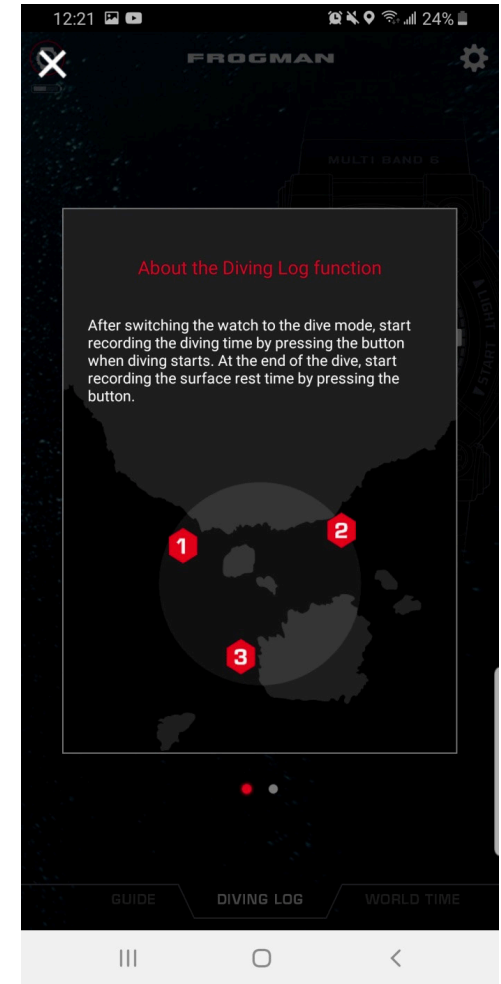 12:21
24%
FROGMAN
MULTI BAND 6
LIGHT
START
About the Diving Log function
After switching the watch to the dive mode, start
recording the diving time by pressing the button
when diving starts. At the end of the dive, start
recording the surface rest time by pressing the
button.
1
2
3
GUIDE
DIVING LOG
WORLD TIME